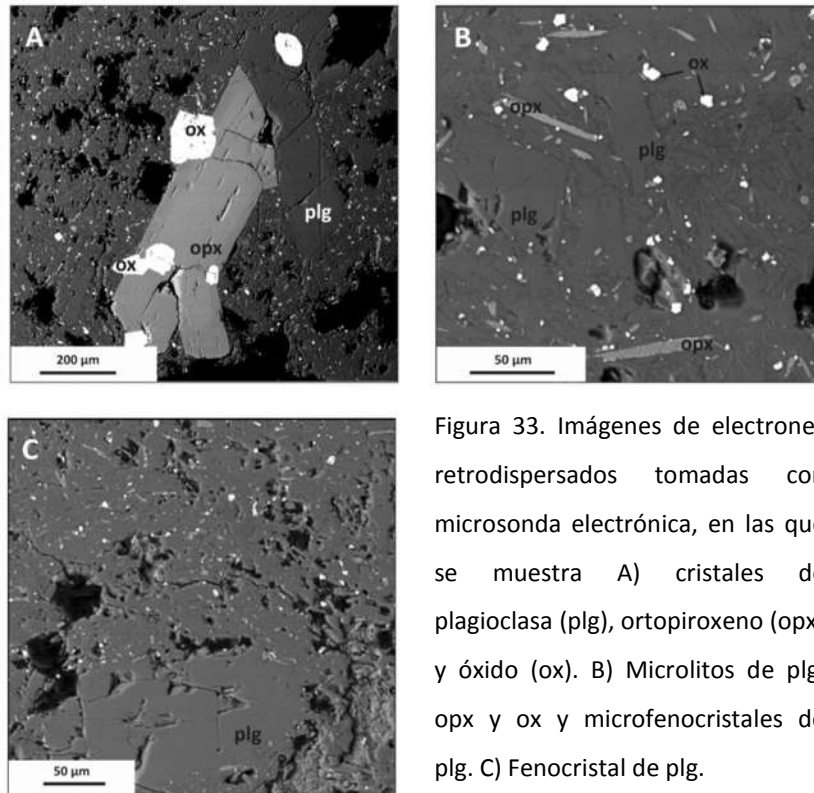 A
ox
plg
opx
ox
200 µm
B
ox
opx
plg
plg
opx
50 µm
C
plg
50 µm
Figura 33. Imágenes de electrone
retrodispersados tomadas con
microsonda electrónica, en las que
se muestra A) cristales de
plagioclasa (plg), ortopiroxeno (opx
y óxido (ox). B) Microlitos de plg
opx y ox y microfenocristales de
plg. C) Fenocristal de plg.